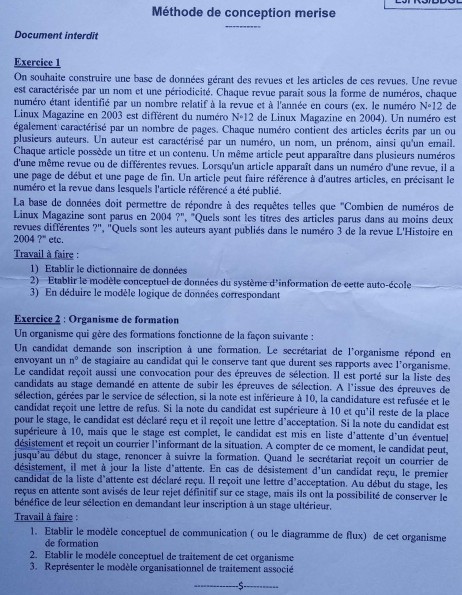 Méthode de conception merise
-----------
Document interdit
Exercice 1
On souhaite construire une base de données gérant des revues et les articles de ces revues. Une revue
est caractérisée par un nom et une périodicité. Chaque revue parait sous la forme de numéros, chaque
numéro étant identifié par un nombre relatif à la revue et à l'année en cours (ex. le numéro N°12 de
Linux Magazine en 2003 est différent du numéro N°12 de Linux Magazine en 2004). Un numéro est
également caractérisé par un nombre de pages. Chaque numéro contient des articles écrits par un ou
plusieurs auteurs. Un auteur est caractérisé par un numéro, un nom, un prénom, ainsi qu'un email.
Chaque article possède un titre et un contenu. Un même article peut apparaître dans plusieurs numéros
d'une même revue ou de différentes revues. Lorsqu'un article apparaît dans un numéro d'une revue, il a
une page de début et une page de fin. Un article peut faire référence à d'autres articles, en précisant le
numéro et la revue dans lesquels l'article référencé a été publié.
La base de données doit permettre de répondre à des requêtes telles que "Combien de numéros de
Linux Magazine sont parus en 2004 ?", "Quels sont les titres des articles parus dans au moins deux
revues différentes ?", "Quels sont les auteurs ayant publiés dans le numéro 3 de la revue L'Histoire en
2004 ?" etc.
Travail à faire :
1) Etablir le dictionnaire de données
2) Etablir le modèle conceptuel de données du système d'information de cette auto-école
3) En déduire le modèle logique de données correspondant
Exercice 2 : Organisme de formation
Un organisme qui gère des formations fonctionne de la façon suivante :
Un candidat demande son inscription à une formation. Le secrétariat de l'organisme répond en
envoyant un n° de stagiaire au candidat qui le conserve tant que durent ses rapports avec l'organisme.
Le candidat reçoit aussi une convocation pour des épreuves de sélection. Il est porté sur la liste des
candidats au stage demandé en attente de subir les épreuves de sélection. A l'issue des épreuves de
sélection, gérées par le service de sélection, si la note est inférieure à 10, la candidature est refusée et le
candidat reçoit une lettre de refus. Si la note du candidat est supérieure à 10 et qu'il reste de la place
pour le stage, le candidat est déclaré reçu et il reçoit une lettre d'acceptation. Si la note du candidat est
supérieure à 10, mais que le stage est complet, le candidat est mis en liste d'attente d'un éventuel
désistement et reçoit un courrier l'informant de la situation. A compter de ce moment, le candidat peut,
jusqu'au début du stage, renoncer à suivre la formation. Quand le secrétariat reçoit un courrier de
désistement, il met à jour la liste d'attente. En cas de désistement d'un candidat reçu, le premier
candidat de la liste d'attente est déclaré reçu. Il reçoit une lettre d'acceptation. Au début du stage, les
reçus en attente sont avisés de leur rejet définitif sur ce stage, mais ils ont la possibilité de conserver le
bénéfice de leur sélection en demandant leur inscription à un stage ultérieur.
Travail à faire :
1. Etablir le modèle conceptuel de communication ( ou le diagramme de flux) de cet organisme
de formation
2. Etablir le modèle conceptuel de traitement de cet organisme
3. Représenter le modèle organisationnel de traitement associé
--------------$-----------